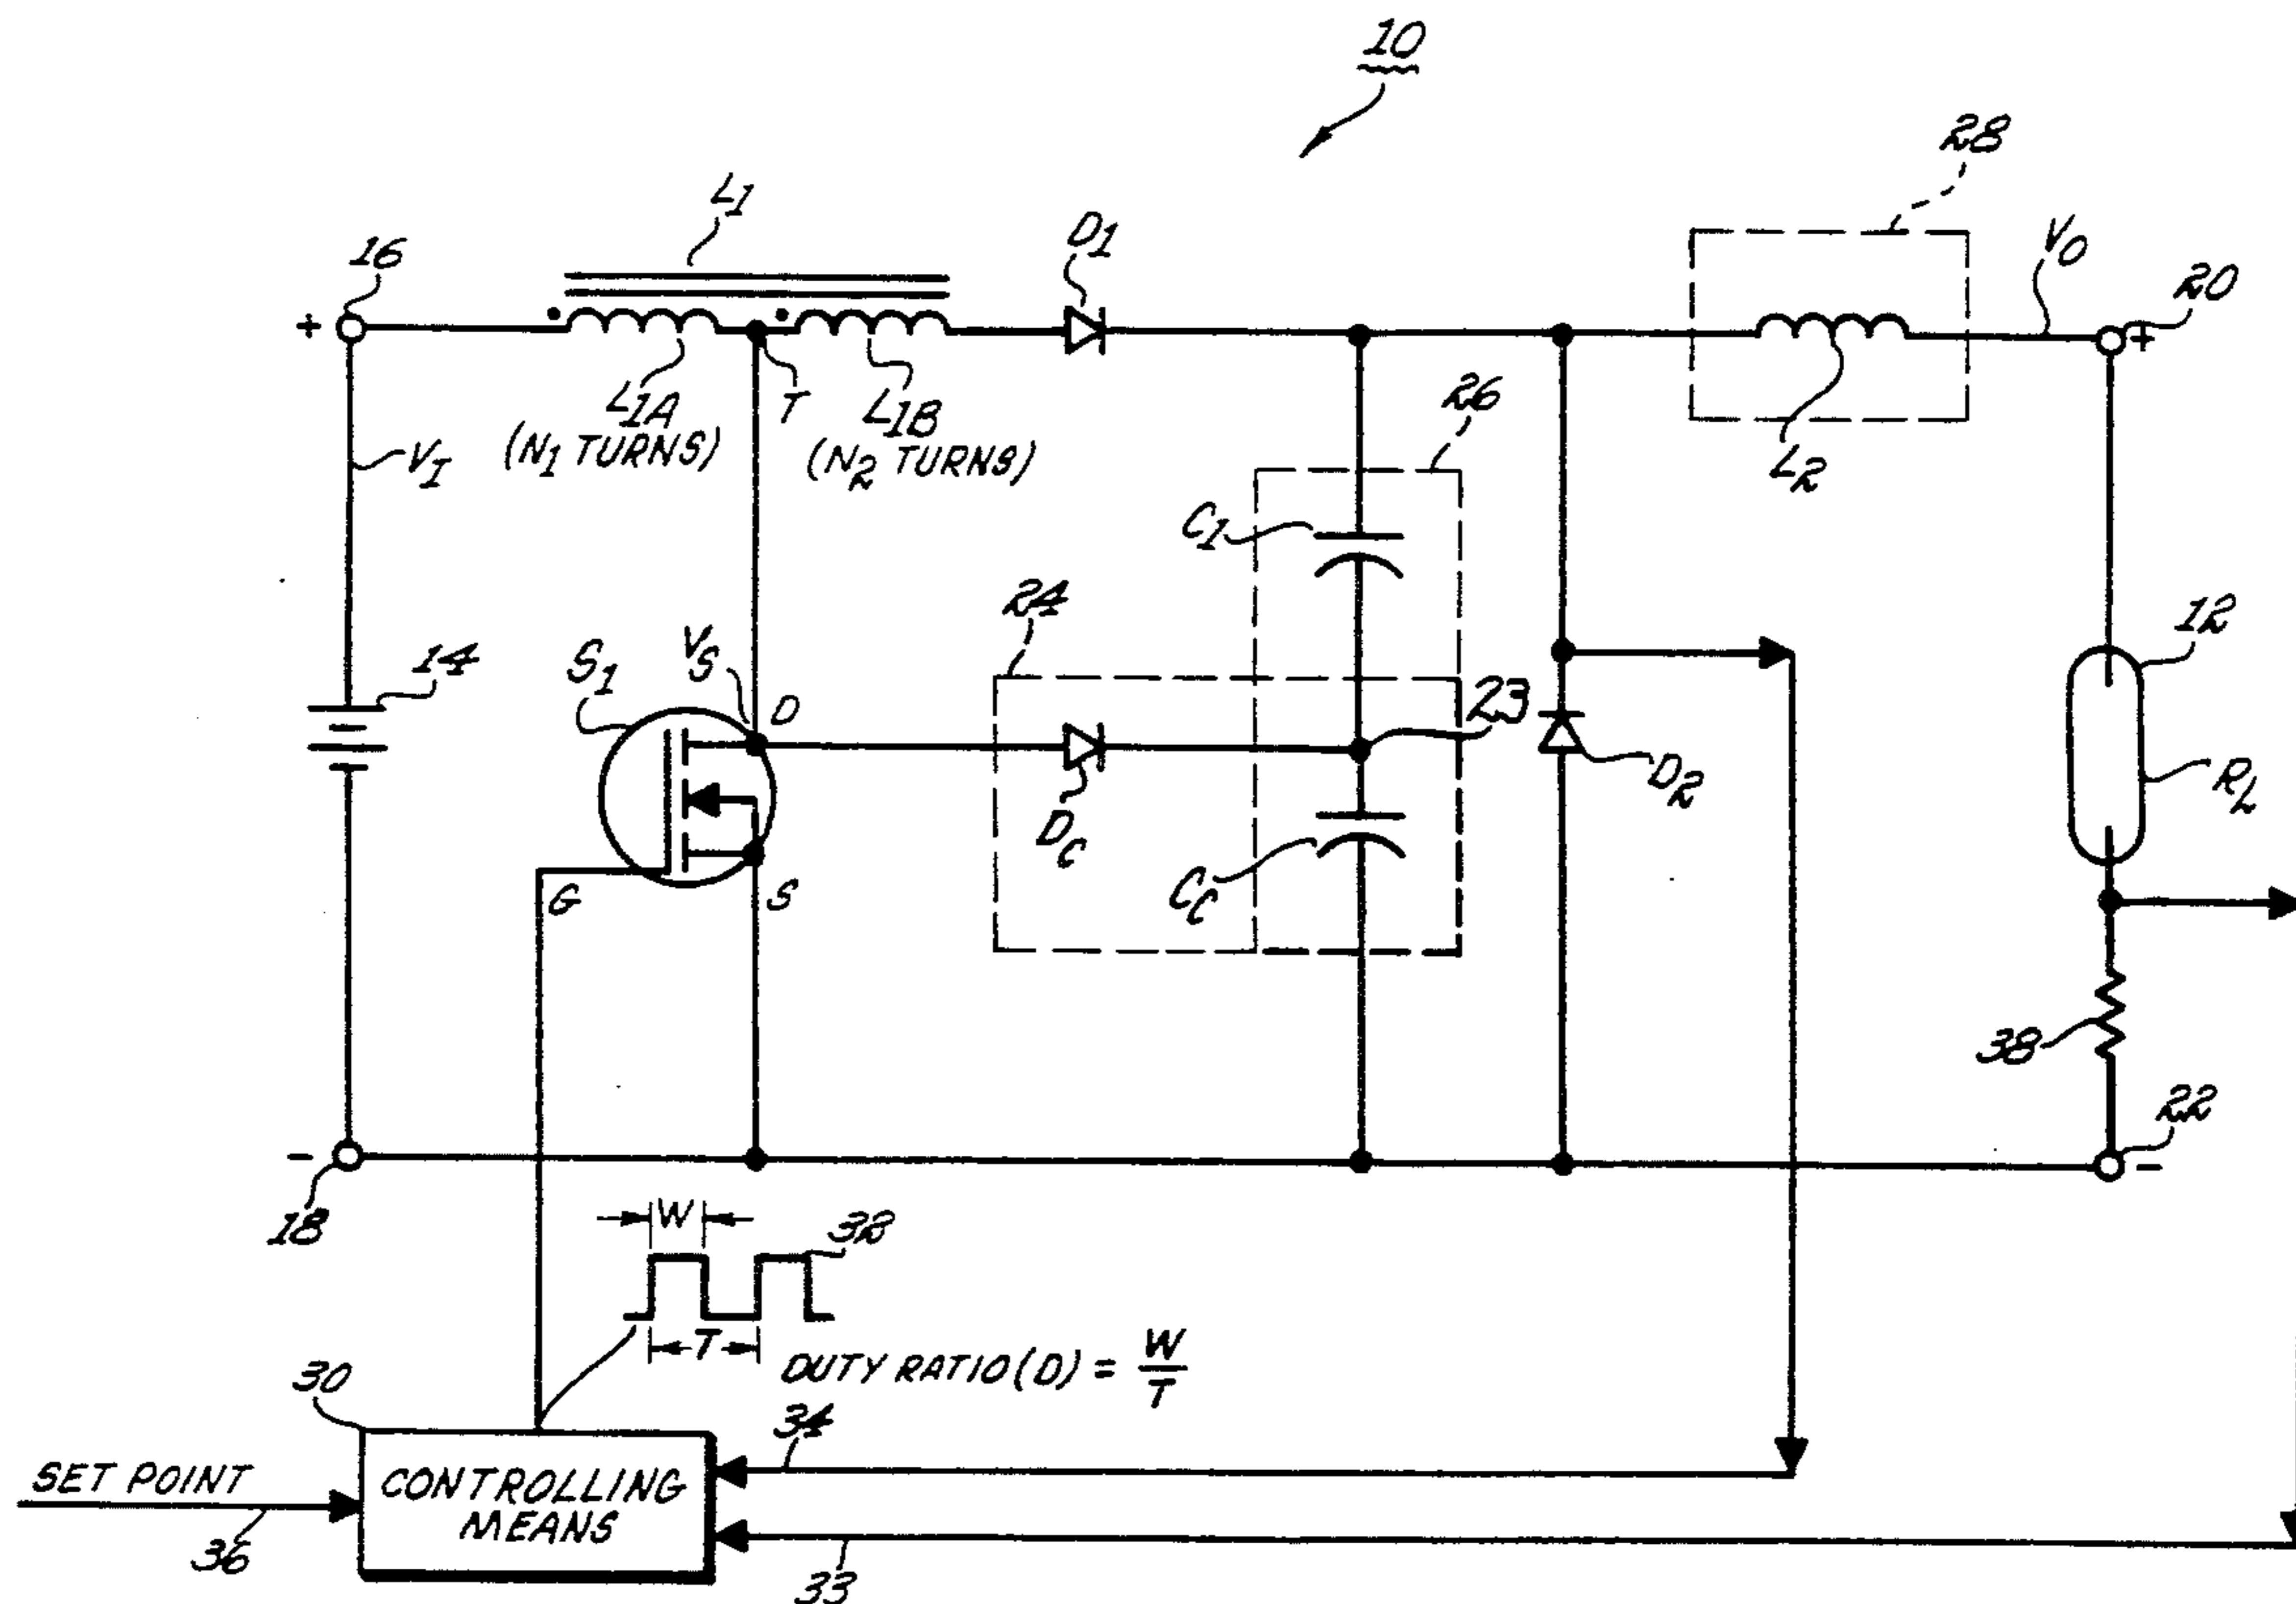 10
28
L1
D1
VO
16
20
+
+
L1A
T
L1B
26
(N1 TURNS)
(N2 TURNS)
VI
L2
C1
24
12
14
S1
VS
D
23
D2
RL
DC
CC
G
S
38
22
-
-
18
W
32
T
DUTY RATIO(D) = W/T
30
34
SET POINT
CONTROLLING
MEANS
36
33